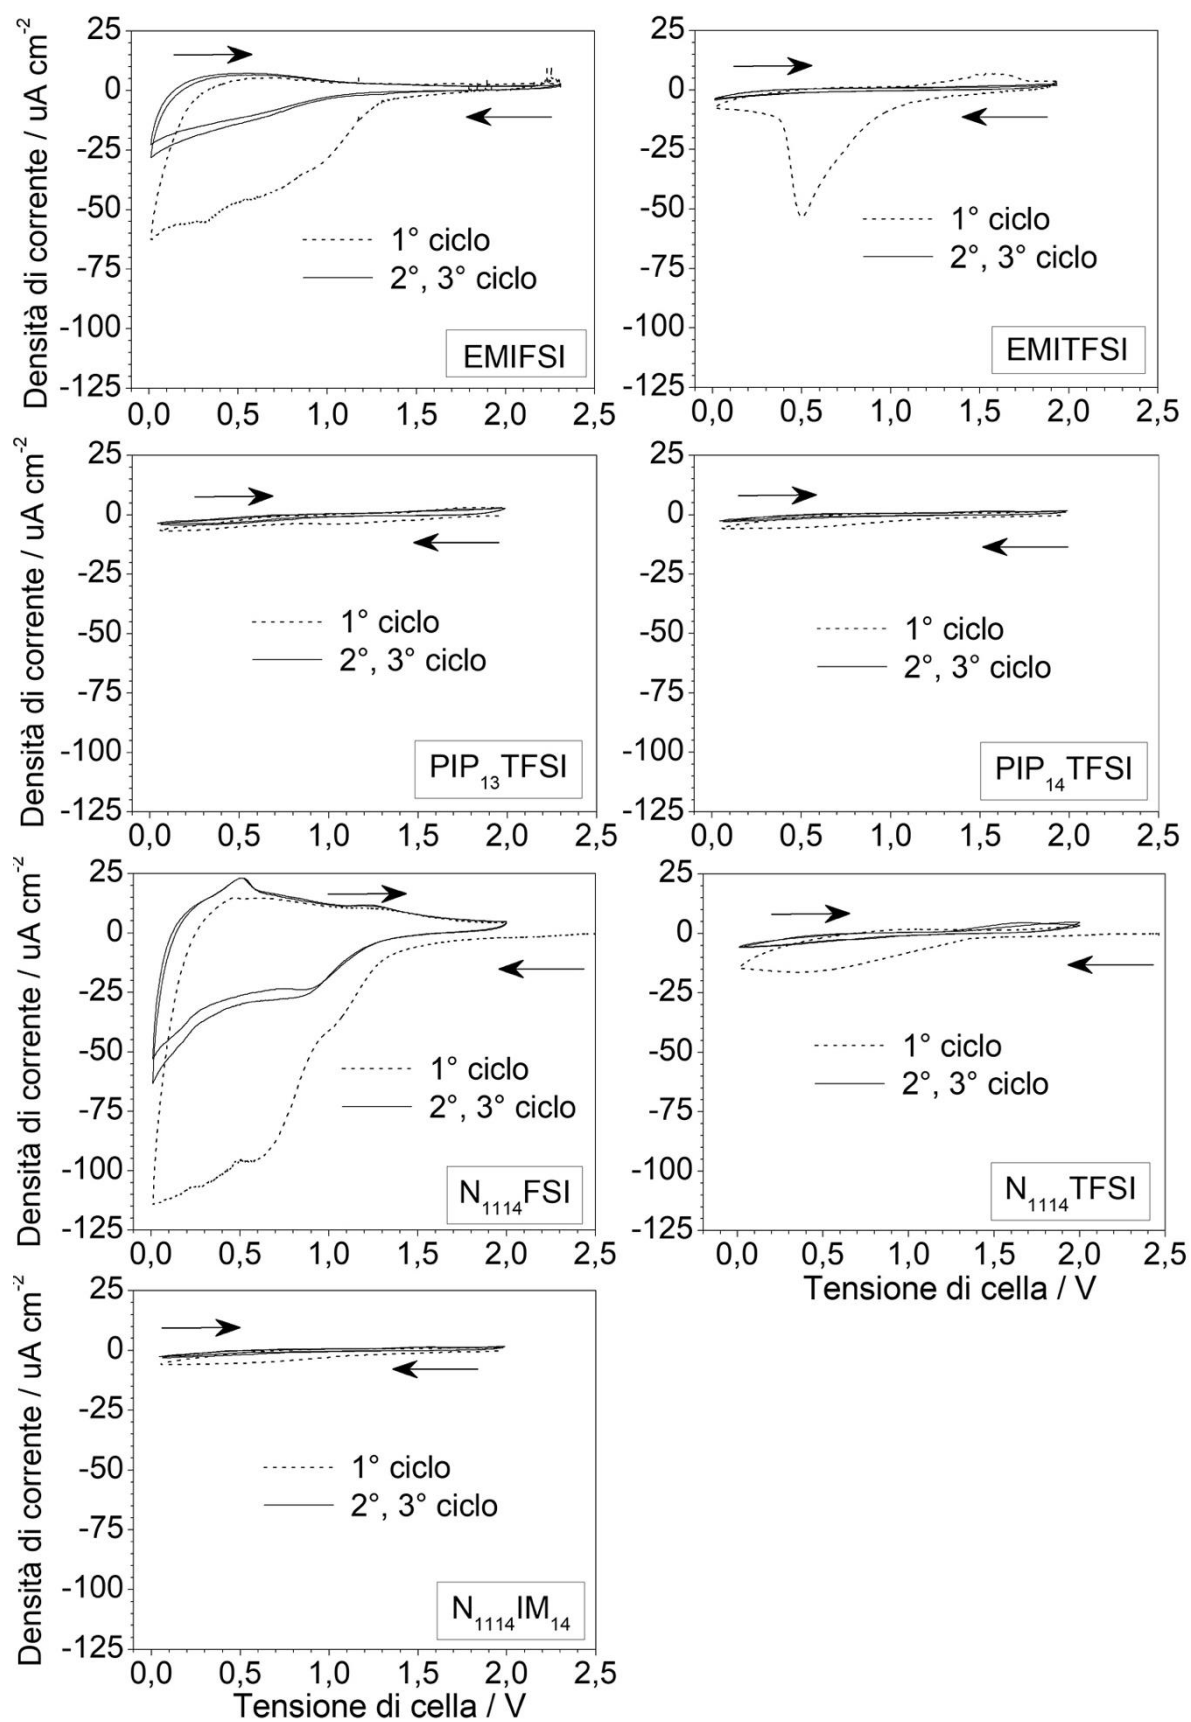 Densità di corrente / uA cm-2
25
0
-25
-50
-75
-100
-125
1° ciclo
2°, 3° ciclo
EMIFSI
0,0 0,5 1,0 1,5 2,0 2,5
25
0
-25
-50
-75
-100
-125
1° ciclo
2°, 3° ciclo
EMITFSI
0,0 0,5 1,0 1,5 2,0 2,5
Densità di corrente / uA cm-2
25
0
-25
-50
-75
-100
-125
1° ciclo
2°, 3° ciclo
PIP13TFSI
0,0 0,5 1,0 1,5 2,0 2,5
25
0
-25
-50
-75
-100
-125
1° ciclo
2°, 3° ciclo
PIP14TFSI
0,0 0,5 1,0 1,5 2,0 2,5
Densità di corrente / uA cm-2
25
0
-25
-50
-75
-100
-125
1° ciclo
2°, 3° ciclo
N1114FSI
0,0 0,5 1,0 1,5 2,0 2,5
25
0
-25
-50
-75
-100
-125
1° ciclo
2°, 3° ciclo
N1114TFSI
0,0 0,5 1,0 1,5 2,0 2,5
Tensione di cella / V
Densità di corrente / uA cm-2
25
0
-25
-50
-75
-100
-125
1° ciclo
2°, 3° ciclo
N1114IM14
0,0 0,5 1,0 1,5 2,0 2,5
Tensione di cella / V